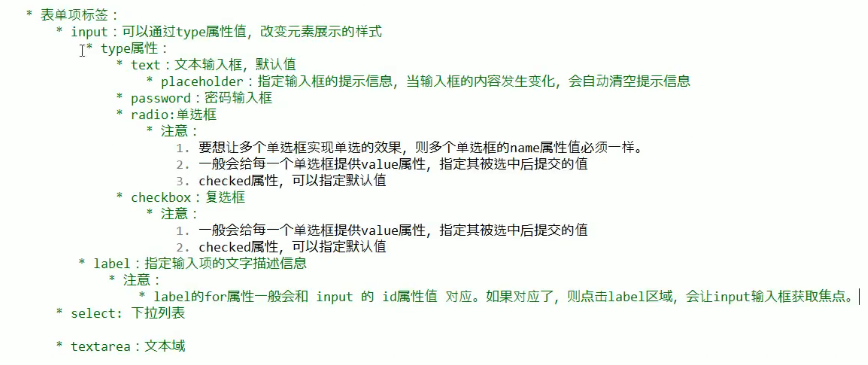 * 表单项标签：
* input：可以通过type属性值，改变元素展示的样式
* type属性：
* text：文本输入框，默认值
* placeholder：指定输入框的提示信息，当输入框的内容发生变化，会自动清空提示信息
* password：密码输入框
* radio:单选框
* 注意：
1. 要想让多个单选框实现单选的效果，则多个单选框的name属性值必须一样。
2. 一般会给每一个单选框提供value属性，指定其被选中后提交的值
3. checked属性，可以指定默认值
* checkbox：复选框
* 注意：
1. 一般会给每一个单选框提供value属性，指定其被选中后提交的值
2. checked属性，可以指定默认值
* label：指定输入项的文字描述信息
* 注意：
* label的for属性一般会和 input 的 id属性值 对应。如果对应了，则点击label区域，会让input输入框获取焦点。
* select: 下拉列表
* textarea：文本域